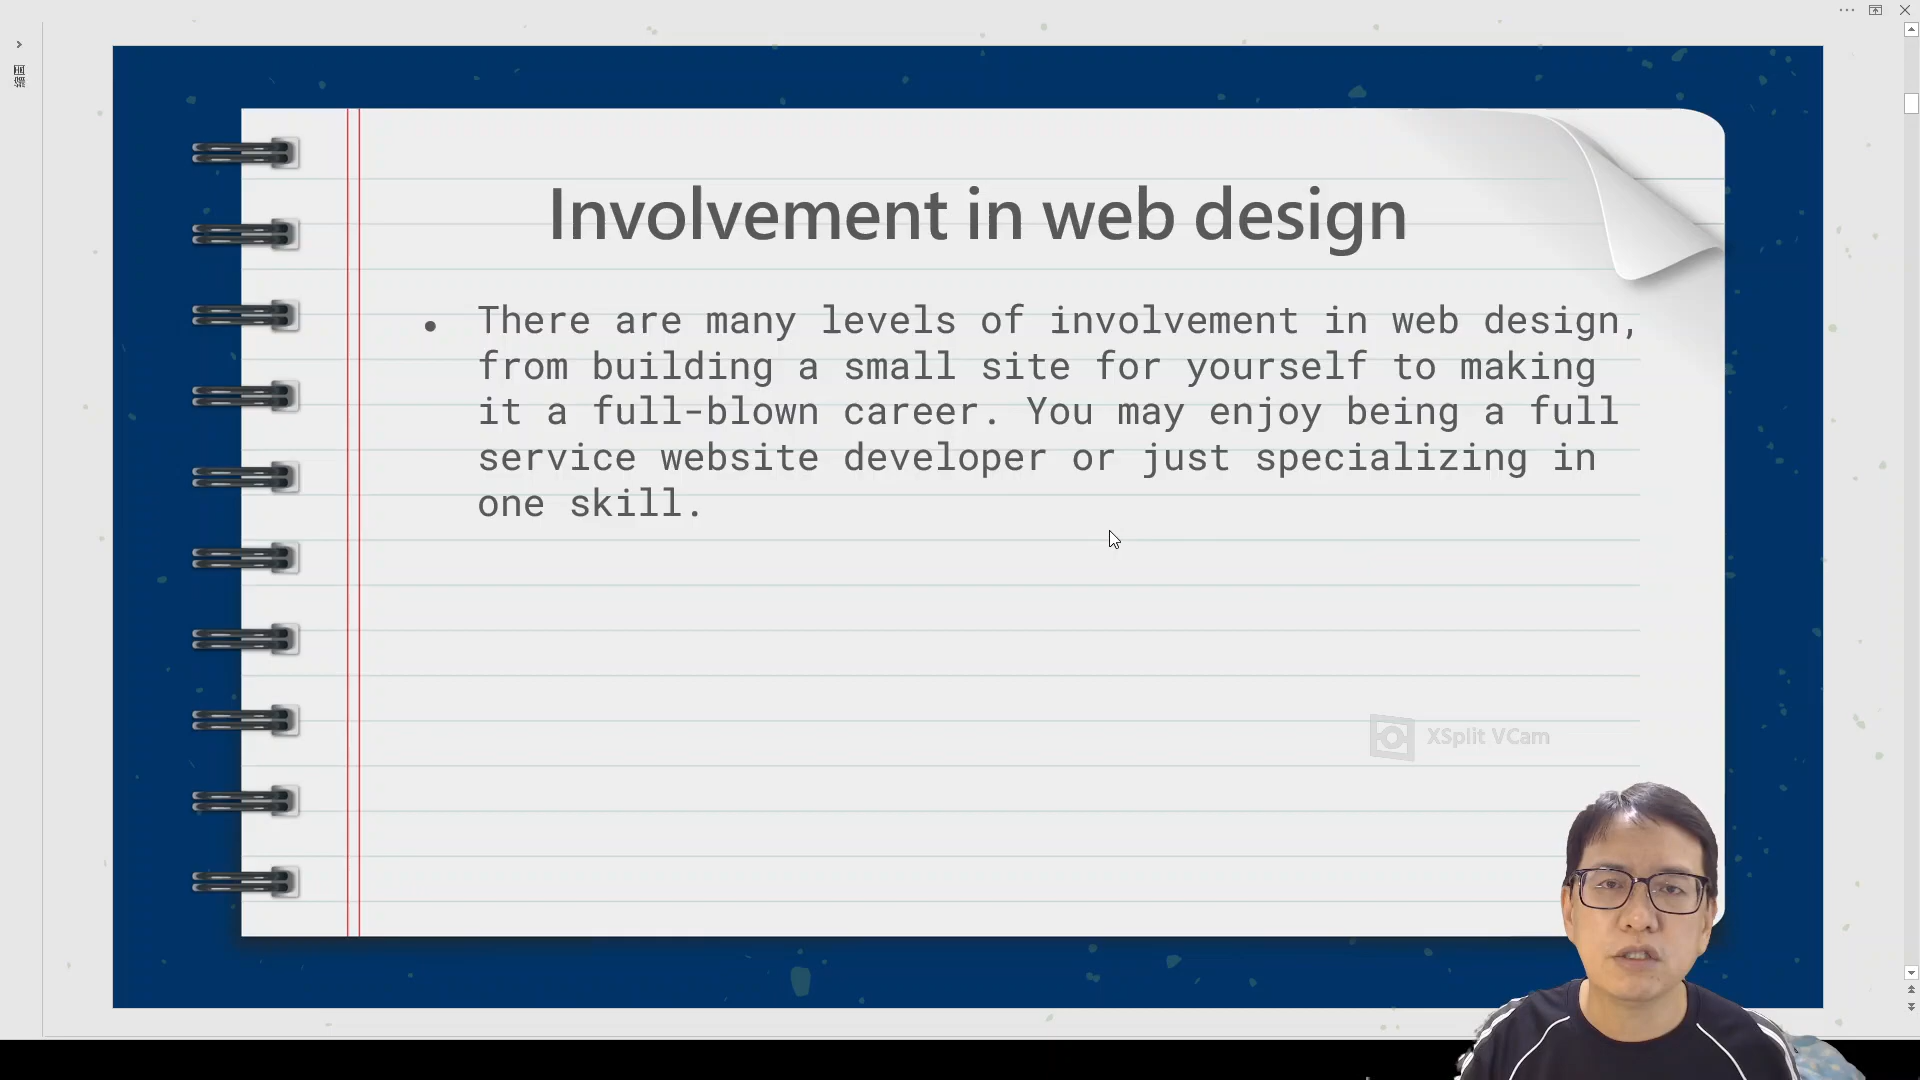 Involvement in web design
• There are many levels of involvement in web design,
from building a small site for yourself to making
it a full-blown career. You may enjoy being a full
service website developer or just specializing in
one skill.
XSplit VCam